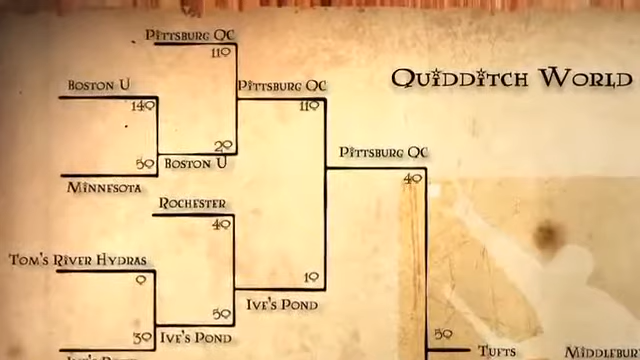 Pittsburg QC
110
Boston U
Pittsburg QC
Quidditch World
140
110
20
Pittsburg QC
50
Boston U
40
Minnesota
Rochester
40
Tom's River Hydras
0
10
Ive's Pond
50
50
30
Ive's Pond
Tufts